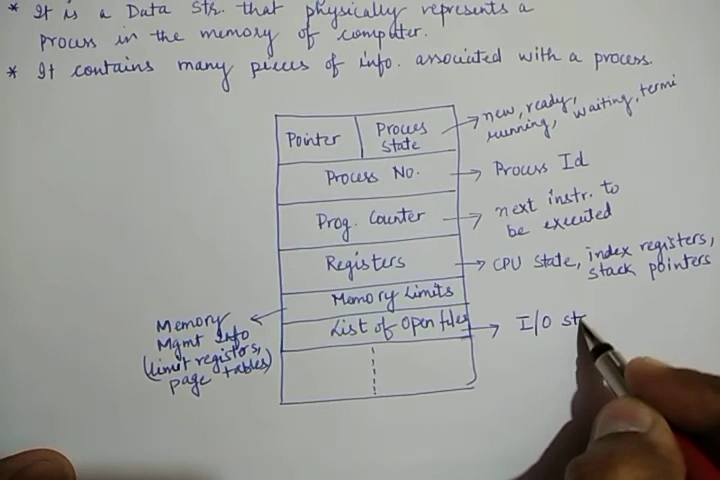 * It is a Data Str. that physically represents a
Process in the memory of computer.
* It contains many pieces of info. associated with a process.
Pointer
Process
State
new, ready,
running, waiting, termi
Process No.
Process Id
Prog. Counter
next instr. to
be executed
Registers
CPU State, index registers,
stack pointers
Memory Limits
Memory
Mgmt Info
(limit registors,
page tables)
List of Open files
I/O st